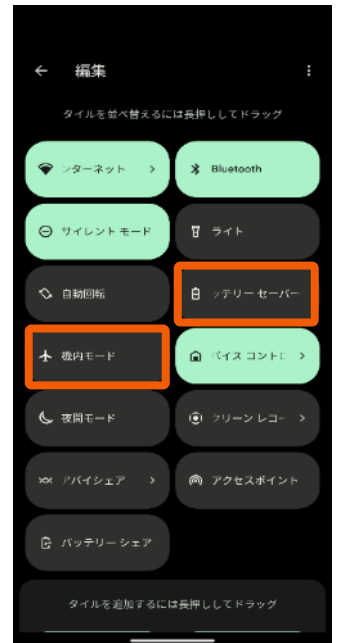 編集
タイルを並べ替えるには長押ししてドラッグ
ンターネット
Bluetooth
サイレント モード
ライト
自動回転
ッテリー セーバー
機内モード
バイス コントロ
夜間モード
クリーン レコー
アバイシェア
アクセスポイント
バッテリー シェア
タイルを追加するには長押ししてドラッグ